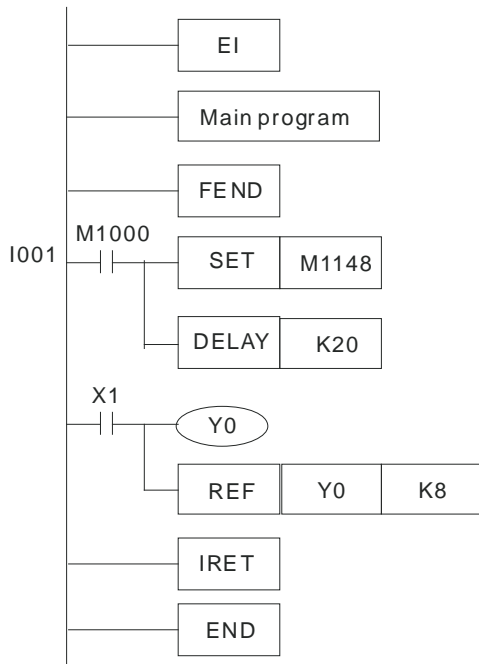 EI
Main program
FEND
M1000
I001
SET M1148
DELAY K20
X1
Y0
REF Y0 K8
IRET
END